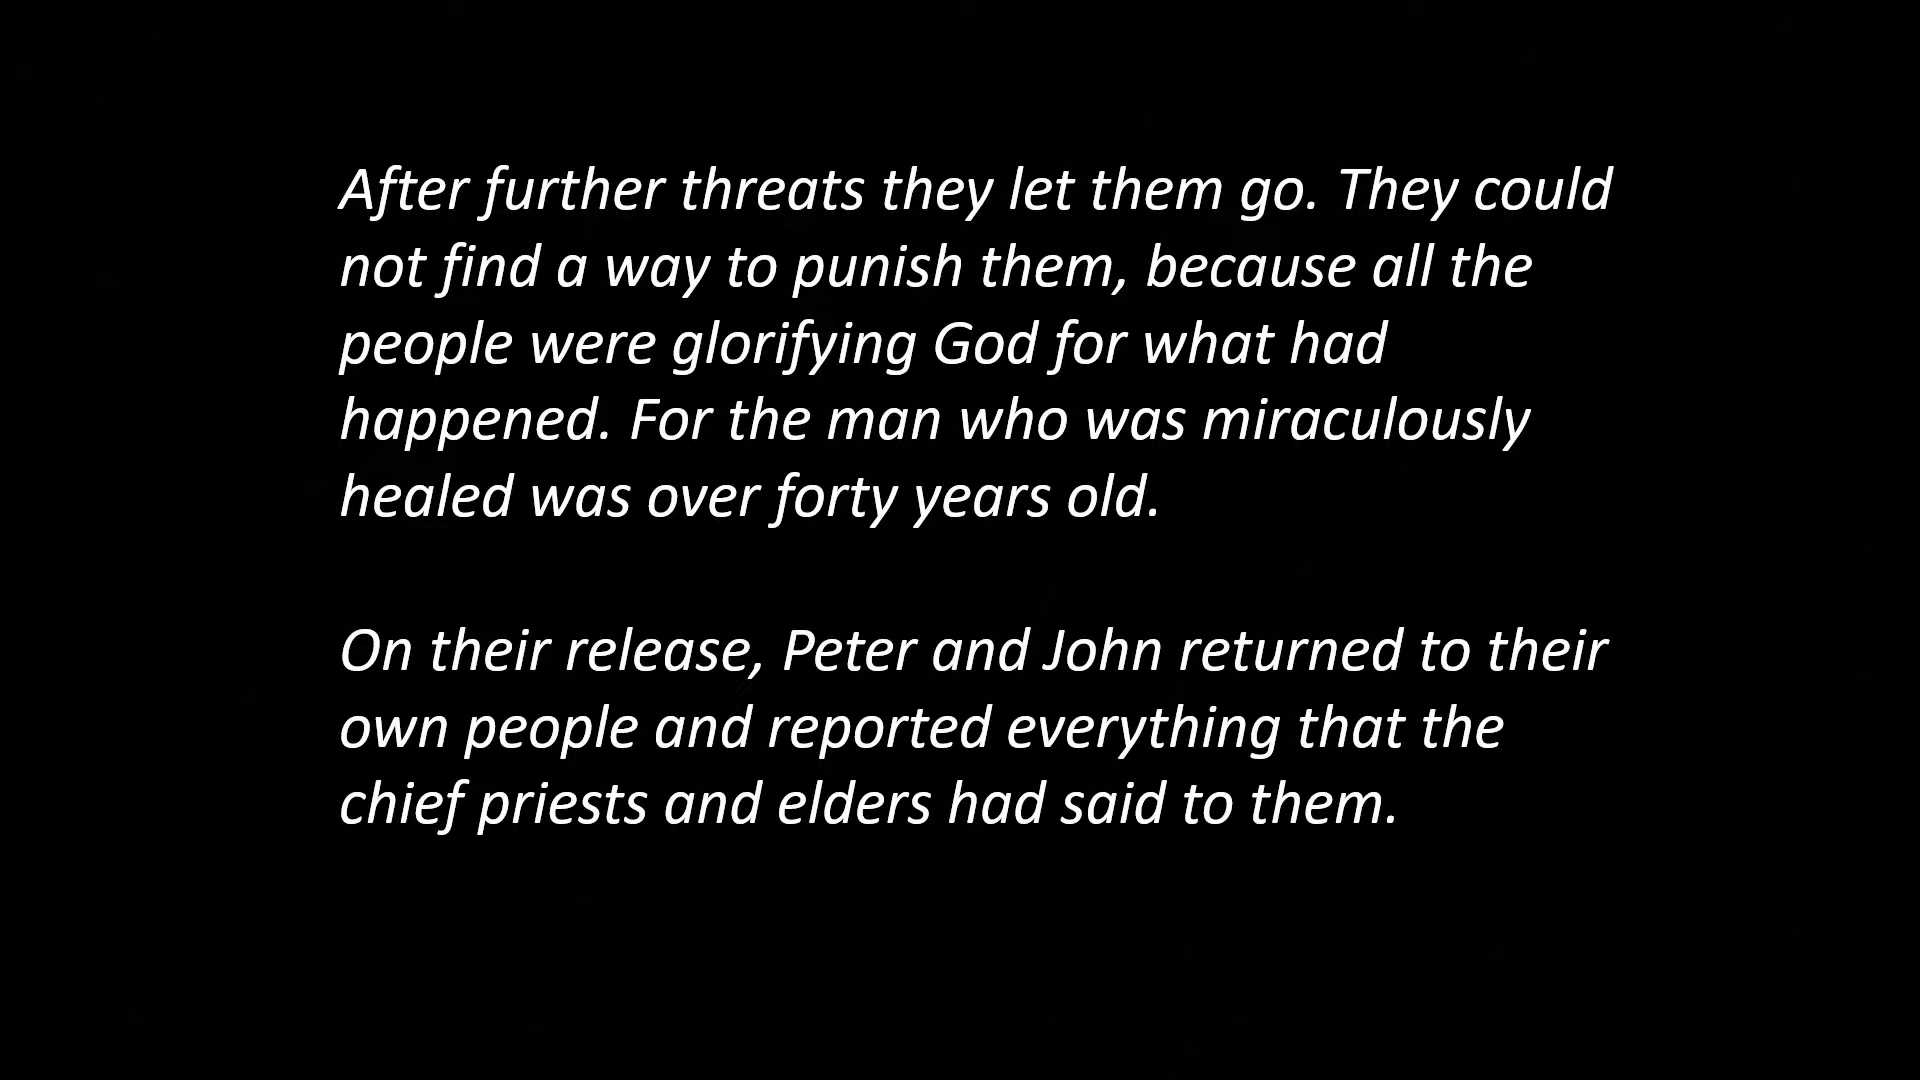 After further threats they let them go. They could
not find a way to punish them, because all the
people were glorifying God for what had
happened. For the man who was miraculously
healed was over forty years old.
On their release, Peter and John returned to their
own people and reported everything that the
chief priests and elders had said to them.